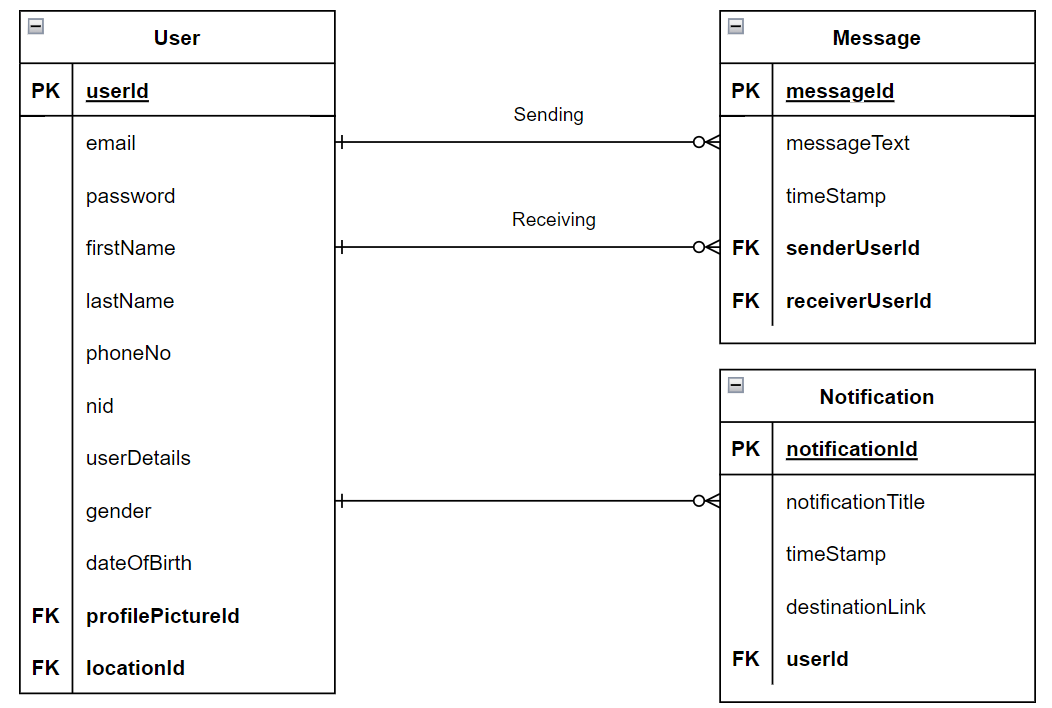 User
PK userId
email
password
firstName
lastName
phoneNo
nid
userDetails
gender
dateOfBirth
FK profilePictureId
FK locationId
Sending
Receiving
Message
PK messageId
messageText
timeStamp
FK senderUserId
FK receiverUserId
Notification
PK notificationId
notificationTitle
timeStamp
destinationLink
FK userId